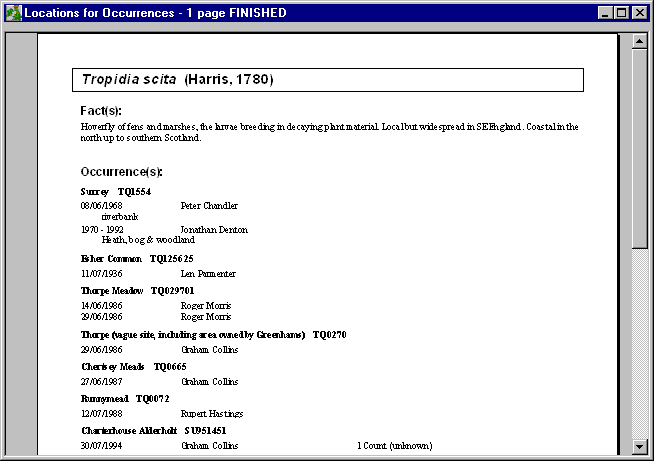 Locations for Occurrences - 1 page FINISHED
Tropidia scita (Harris, 1780)
Fact(s):
Hoverfly of fens and marshes, the larvae breeding in decaying plant material. Local but widespread in SE England. Coastal in the
north up to southern Scotland.
Occurrence(s):
Surrey TQ1554
08/06/1968 Peter Chandler
riverbank
1970 - 1992 Jonathan Denton
Heath, bog & woodland
Esher Common TQ125625
11/07/1936 Len Parmenter
Thorpe Meadow TQ029701
14/06/1986 Roger Morris
29/06/1986 Roger Morris
Thorpe (vague site, including area owned by Greenhams) TQ0270
29/06/1986 Graham Collins
Chertsey Meads TQ0665
27/06/1987 Graham Collins
Runnymead TQ0072
12/07/1988 Rupert Hastings
Charterhouse Alderholt SU951451
30/07/1994 Graham Collins 1 Count (unknown)